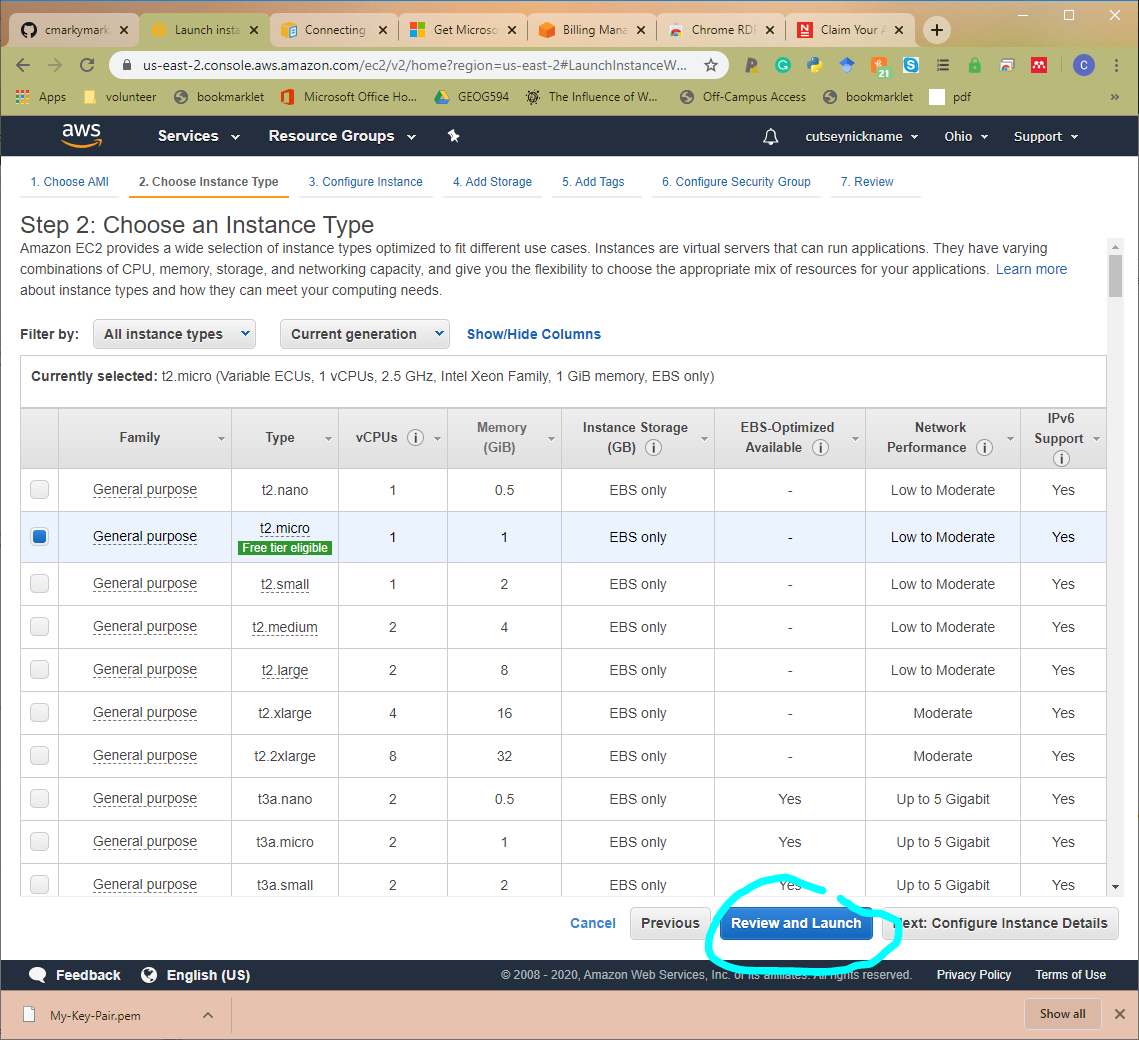 cmarkymark
Launch insta
Connecting
Get Microso
Billing Mana
Chrome RDP
Claim Your A
us-east-2.console.aws.amazon.com/ec2/v2/home?region=us-east-2#LaunchInstanceW...
21
C
Apps volunteer bookmarklet Microsoft Office Ho... GEOG594 The Influence of W... Off-Campus Access bookmarklet pdf »
aws Services Resource Groups cutseynickname Ohio Support
1. Choose AMI 2. Choose Instance Type 3. Configure Instance 4. Add Storage 5. Add Tags 6. Configure Security Group 7. Review
Step 2: Choose an Instance Type
Amazon EC2 provides a wide selection of instance types optimized to fit different use cases. Instances are virtual servers that can run applications. They have varying
combinations of CPU, memory, storage, and networking capacity, and give you the flexibility to choose the appropriate mix of resources for your applications. Learn more
about instance types and how they can meet your computing needs.
Filter by: All instance types Current generation Show/Hide Columns
Currently selected: t2.micro (Variable ECUs, 1 vCPUs, 2.5 GHz, Intel Xeon Family, 1 GiB memory, EBS only)
Family Type vCPUs Memory (GiB) Instance Storage (GB) EBS-Optimized Available Network Performance IPv6 Support
General purpose t2.nano 1 0.5 EBS only - Low to Moderate Yes
General purpose t2.micro Free tier eligible 1 1 EBS only - Low to Moderate Yes
General purpose t2.small 1 2 EBS only - Low to Moderate Yes
General purpose t2.medium 2 4 EBS only - Low to Moderate Yes
General purpose t2.large 2 8 EBS only - Low to Moderate Yes
General purpose t2.xlarge 4 16 EBS only - Moderate Yes
General purpose t2.2xlarge 8 32 EBS only - Moderate Yes
General purpose t3a.nano 2 0.5 EBS only Yes Up to 5 Gigabit Yes
General purpose t3a.micro 2 1 EBS only Yes Up to 5 Gigabit Yes
General purpose t3a.small 2 2 EBS only Yes Up to 5 Gigabit Yes
Cancel Previous Review and Launch Next: Configure Instance Details
Feedback English (US) © 2008 - 2020, Amazon Web Services, Inc. or its affiliates. All rights reserved. Privacy Policy Terms of Use
My-Key-Pair.pem Show all